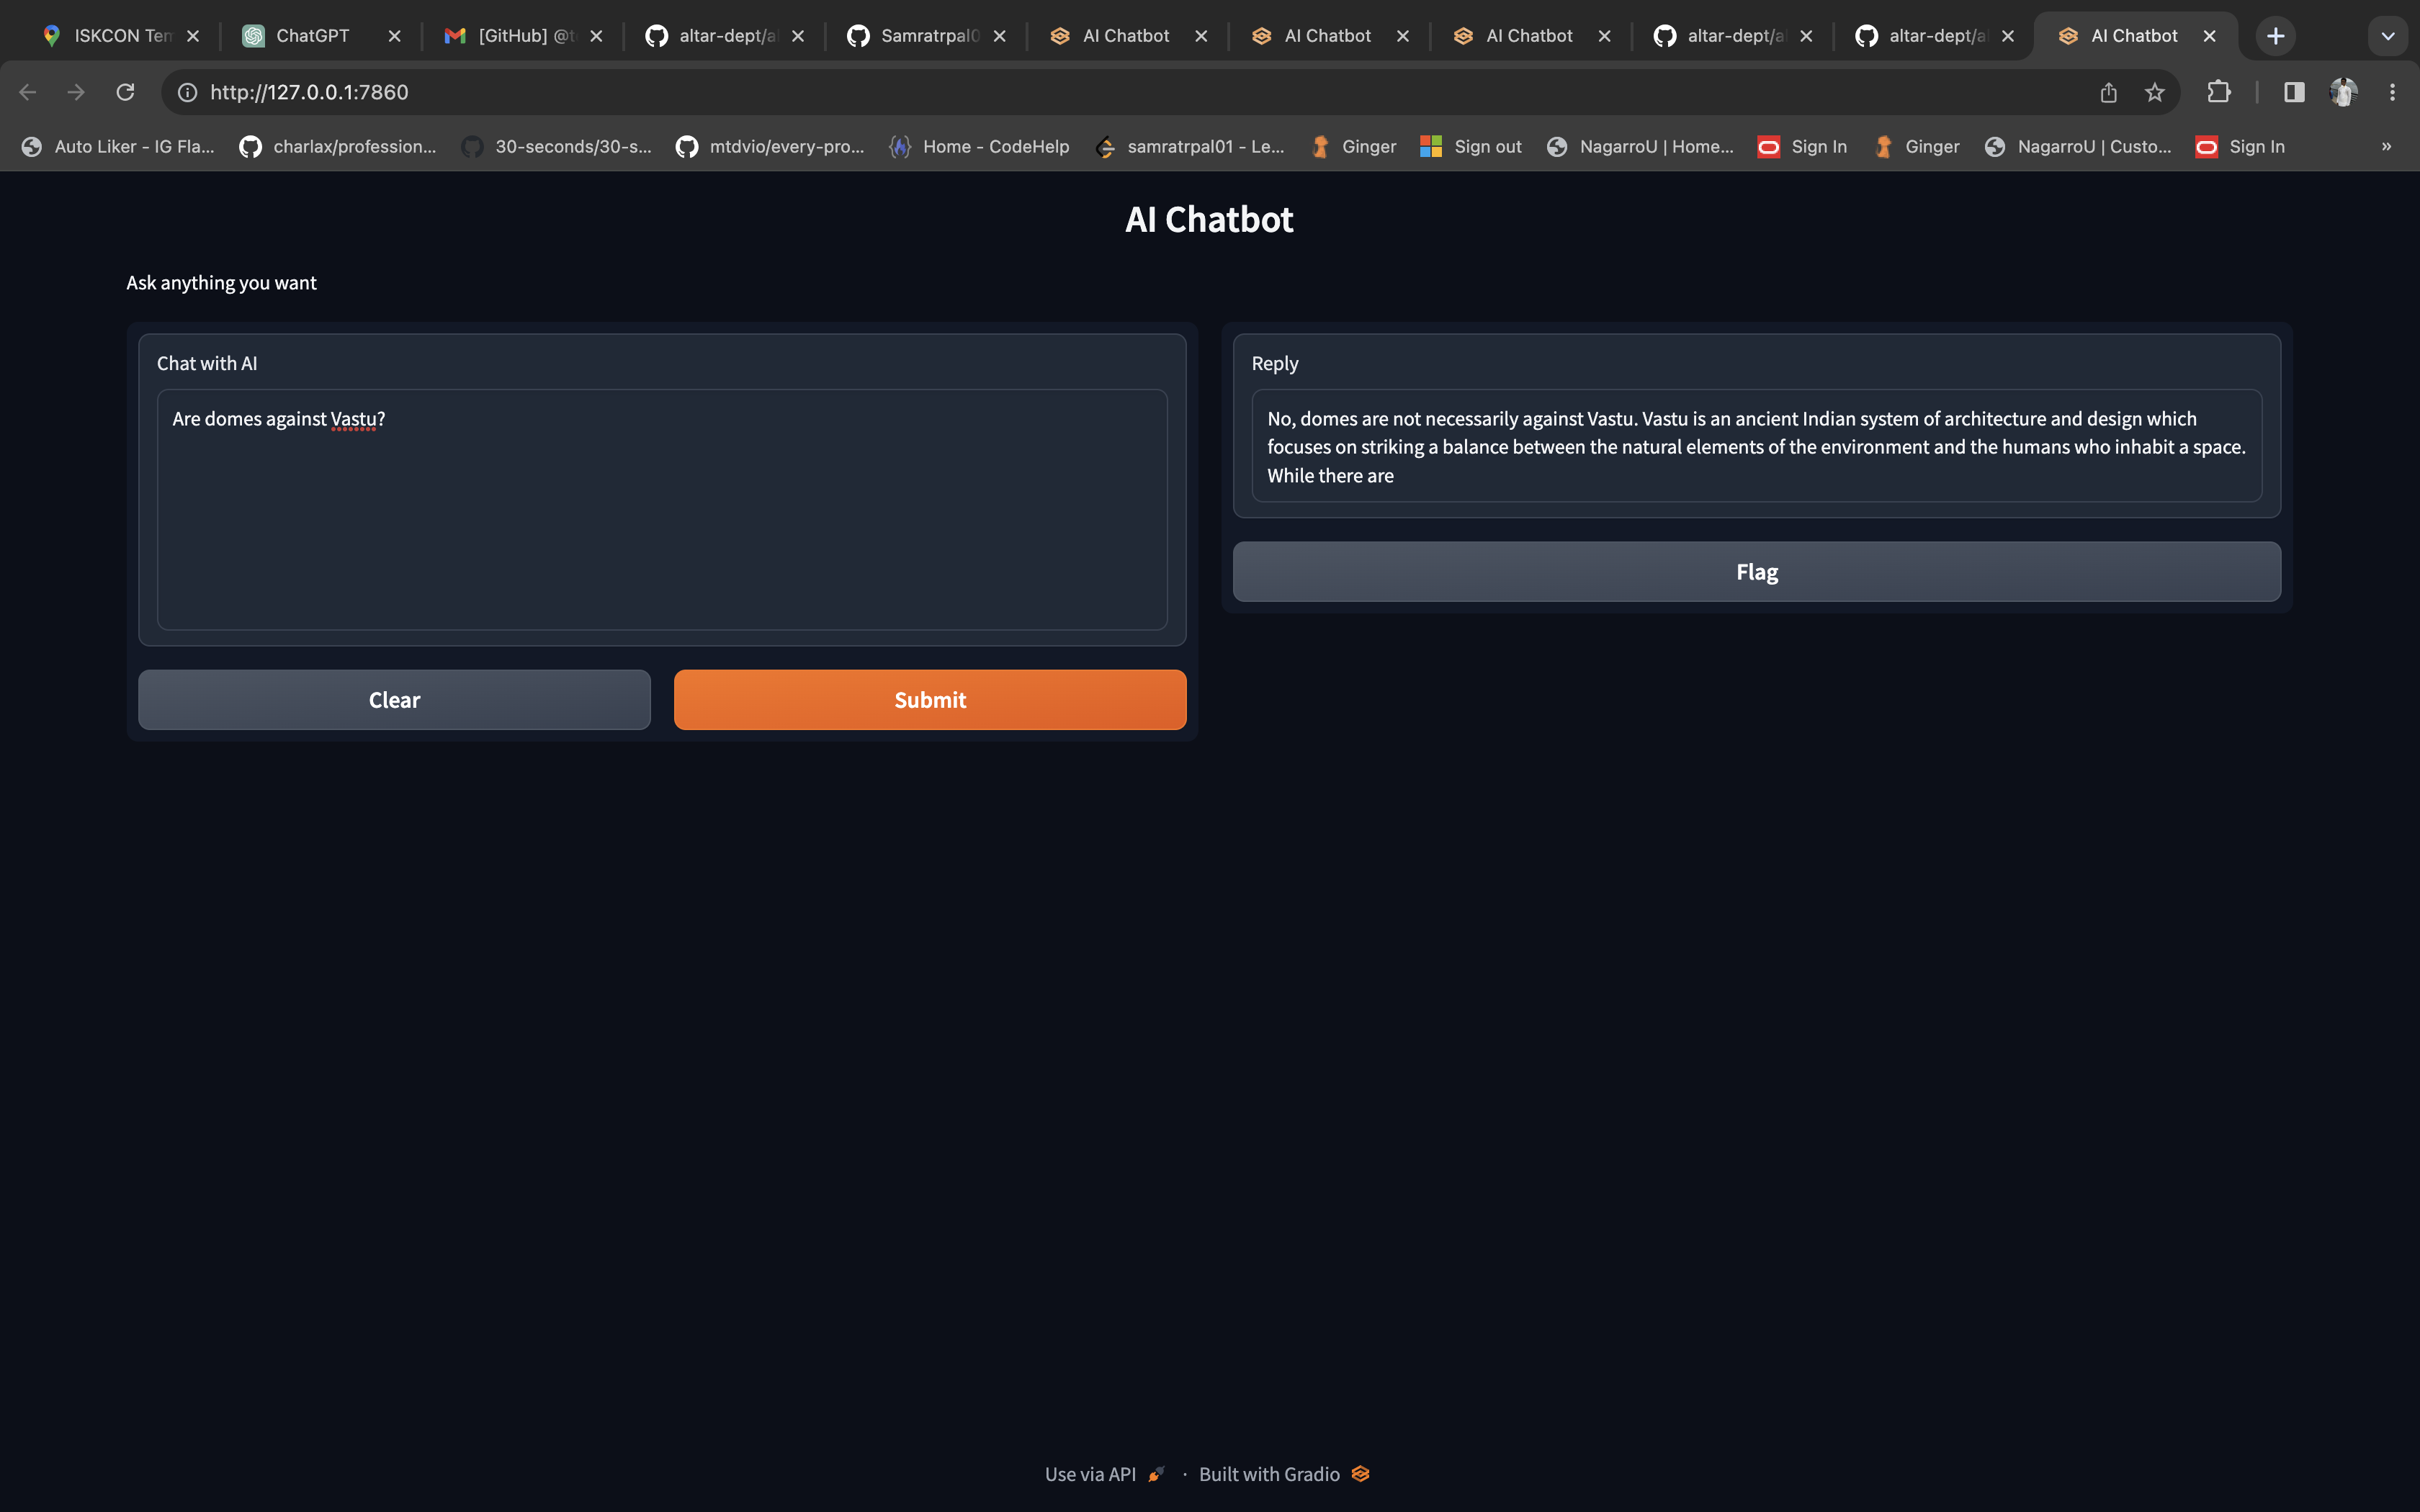 ISKCON Tem
ChatGPT
[GitHub] @t
altar-dept/al
Samratrpal0
AI Chatbot
AI Chatbot
AI Chatbot
altar-dept/al
altar-dept/al
AI Chatbot
http://127.0.0.1:7860
Auto Liker - IG Fla...
charlax/profession...
30-seconds/30-s...
mtdvio/every-pro...
Home - CodeHelp
samratrpal01 - Le...
Ginger
Sign out
NagarroU | Home...
Sign In
Ginger
NagarroU | Custo...
Sign In
»
AI Chatbot
Ask anything you want
Chat with AI
Are domes against Vastu?
Clear
Submit
Reply
No, domes are not necessarily against Vastu. Vastu is an ancient Indian system of architecture and design which
focuses on striking a balance between the natural elements of the environment and the humans who inhabit a space.
While there are
Flag
Use via API · Built with Gradio